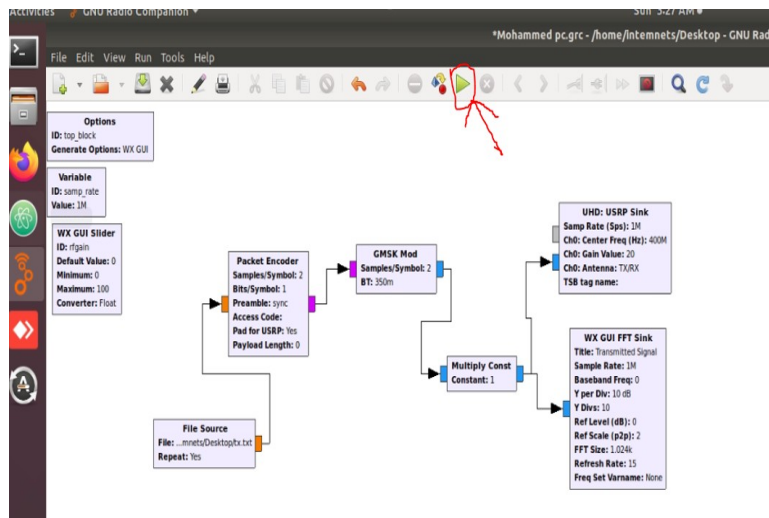 Activities GNU Radio Companion Sun 5:27 AM
*Mohammed pc.grc - /home/internnets/Desktop - GNU Rad
File Edit View Run Tools Help
Options
ID: top_block
Generate Options: WX GUI
Variable
ID: samp_rate
Value: 1M
WX GUI Slider
ID: rfgain
Default Value: 0
Minimum: 0
Maximum: 100
Converter: Float
Packet Encoder
Samples/Symbol: 2
Bits/Symbol: 1
Preamble: sync
Access Code:
Pad for USRP: Yes
Payload Length: 0
GMSK Mod
Samples/Symbol: 2
BT: 350m
UHD: USRP Sink
Samp Rate (Sps): 1M
Ch0: Center Freq (Hz): 400M
Ch0: Gain Value: 20
Ch0: Antenna: TX/RX
TSB tag name:
Multiply Const
Constant: 1
WX GUI FFT Sink
Title: Transmitted Signal
Sample Rate: 1M
Baseband Freq: 0
Y per Div: 10 dB
Y Divs: 10
Ref Level (dB): 0
Ref Scale (p2p): 2
FFT Size: 1.024k
Refresh Rate: 15
Freq Set Varname: None
File Source
File: ...mnets/Desktop/tx.txt
Repeat: Yes